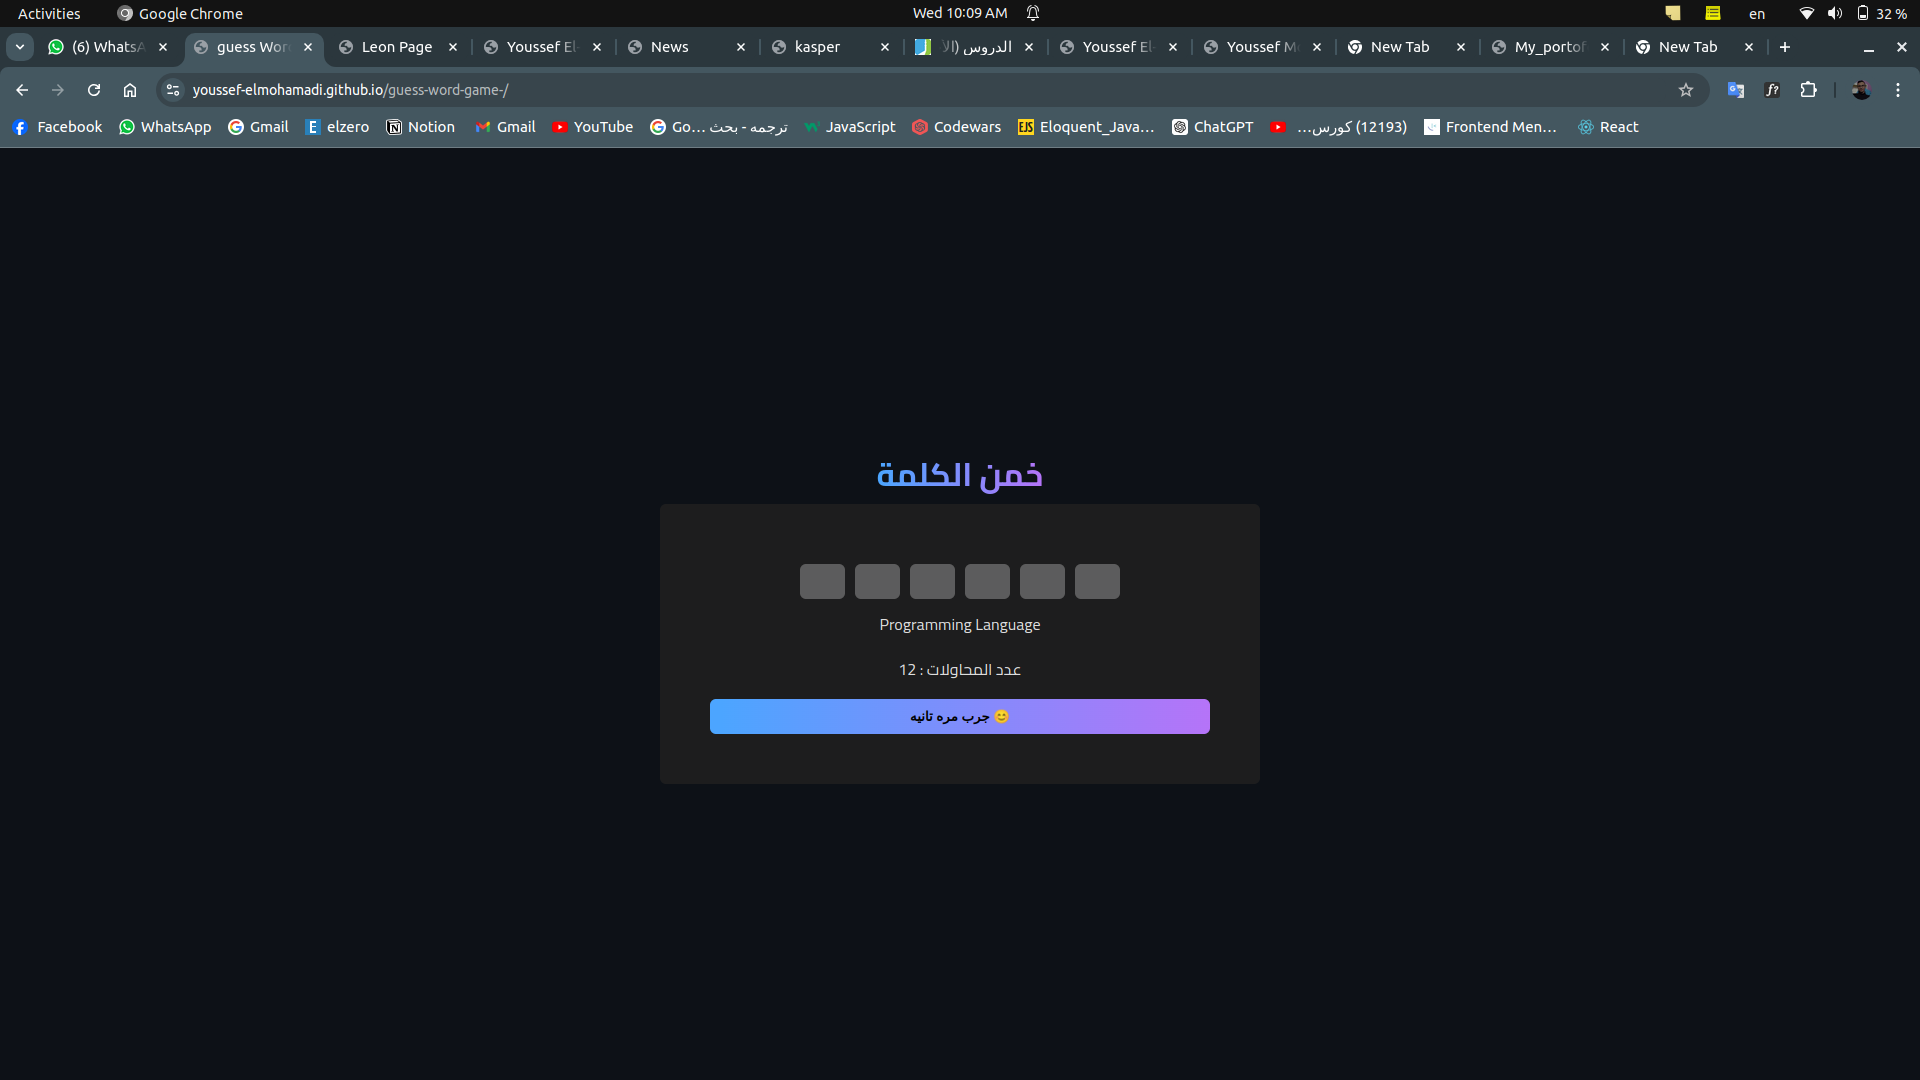 Activities Google Chrome Wed 10:09 AM en 32 %
(6) WhatsA guess Wor Leon Page Youssef El- News kasper الدروس (الا Youssef El- Youssef M New Tab My_portof New Tab
youssef-elmohamadi.github.io/guess-word-game-/
Facebook WhatsApp Gmail elzero Notion Gmail YouTube ترجمه - بحث ...Go JavaScript Codewars Eloquent_Java... ChatGPT (12193) كورس... Frontend Men... React
خمن الكلمة
Programming Language
عدد المحاولات : 12
جرب مره تانيه 😊